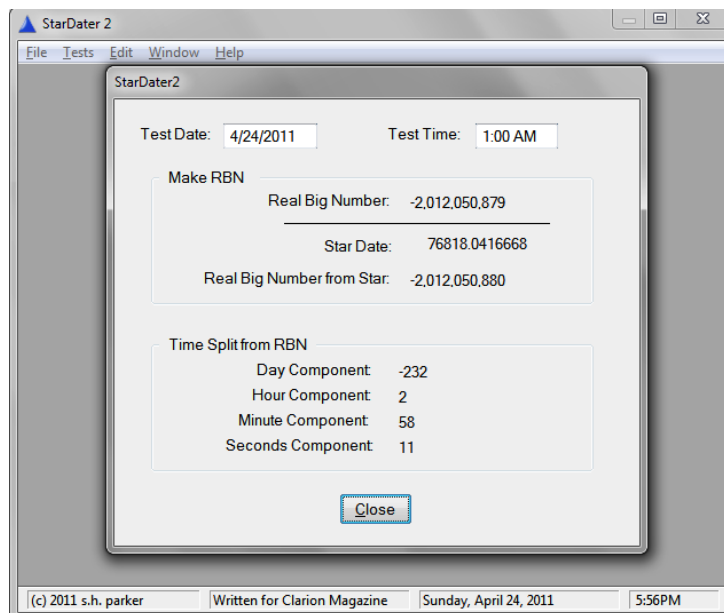 StarDater 2
File Tests Edit Window Help
StarDater2
Test Date: 4/24/2011 Test Time: 1:00 AM
Make RBN
Real Big Number: -2,012,050,879
Star Date: 76818.0416668
Real Big Number from Star: -2,012,050,880
Time Split from RBN
Day Component: -232
Hour Component: 2
Minute Component: 58
Seconds Component: 11
Close
(c) 2011 s.h. parker Written for Clarion Magazine Sunday, April 24, 2011 5:56PM